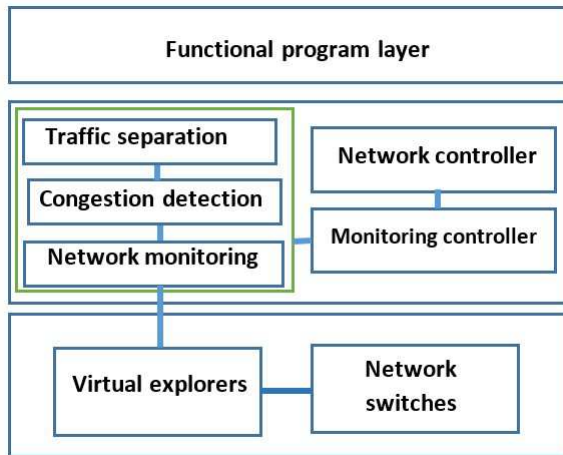 Functional program layer
Traffic separation
Congestion detection
Network monitoring
Network controller
Monitoring controller
Virtual explorers
Network
switches